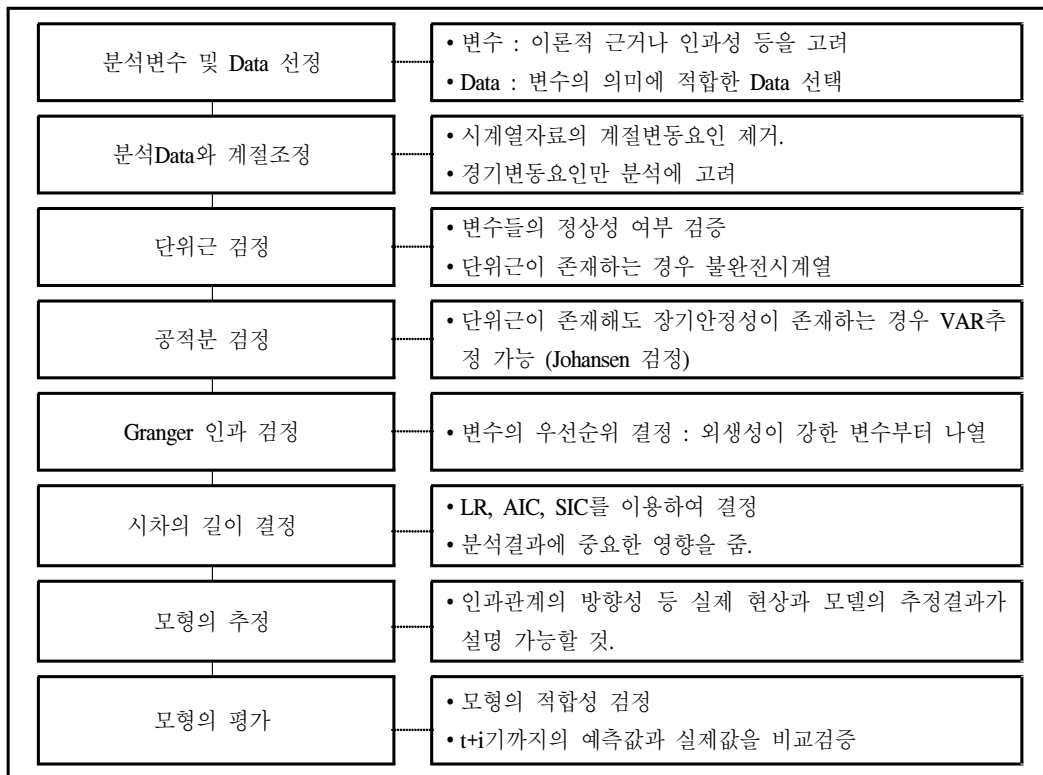 분석변수 및 Data 선정
• 변수 : 이론적 근거나 인과성 등을 고려
• Data : 변수의 의미에 적합한 Data 선택
분석Data와 계절조정
• 시계열자료의 계절변동요인 제거.
• 경기변동요인만 분석에 고려
단위근 검정
• 변수들의 정상성 여부 검증
• 단위근이 존재하는 경우 불완전시계열
공적분 검정
• 단위근이 존재해도 장기안정성이 존재하는 경우 VAR추
정 가능 (Johansen 검정)
Granger 인과 검정
• 변수의 우선순위 결정 : 외생성이 강한 변수부터 나열
시차의 길이 결정
• LR, AIC, SIC를 이용하여 결정
• 분석결과에 중요한 영향을 줌.
모형의 추정
• 인과관계의 방향성 등 실제 현상과 모델의 추정결과가
설명 가능할 것.
모형의 평가
• 모형의 적합성 검정
• t+i기까지의 예측값과 실제값을 비교검증